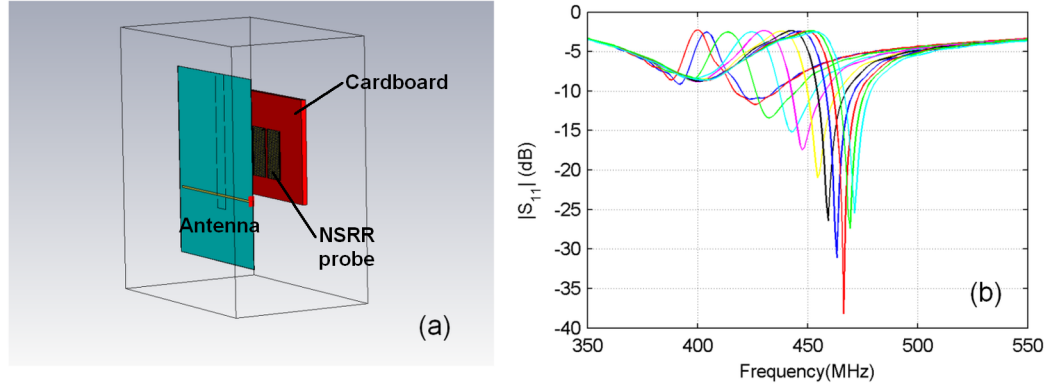 Cardboard
Antenna
NSRR
probe
(a)
0
-5
-10
-15
-20
-25
-30
-35
-40
|S11| (dB)
350
400
450
500
550
Frequency(MHz)
(b)